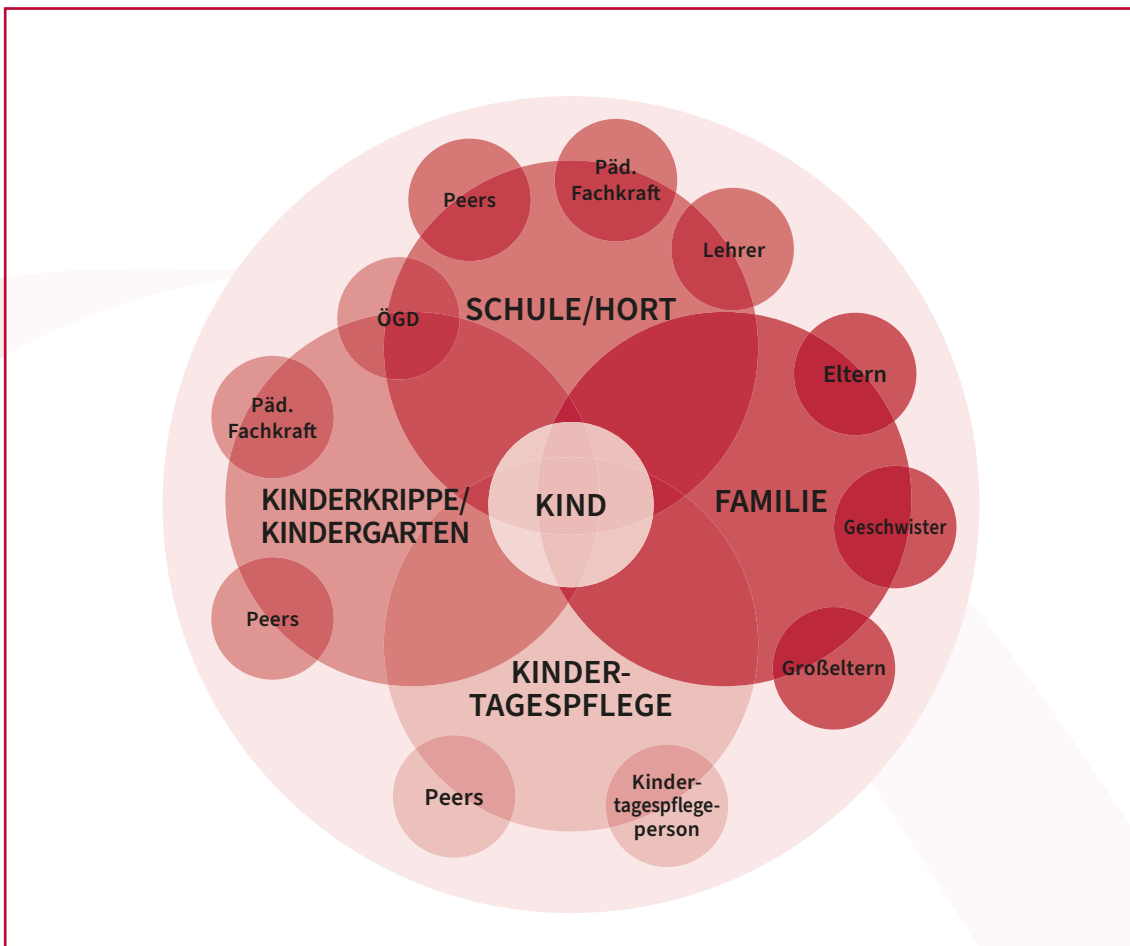 Päd.
Fachkraft
Peers
Lehrer
SCHULE/HORT
ÖGD
Eltern
Päd.
Fachkraft
KINDERKRIPPE/
KINDERGARTEN
KIND
FAMILIE
Geschwister
Peers
Großeltern
KINDER-
TAGESPFLEGE
Peers
Kinder-
tagespflege-
person